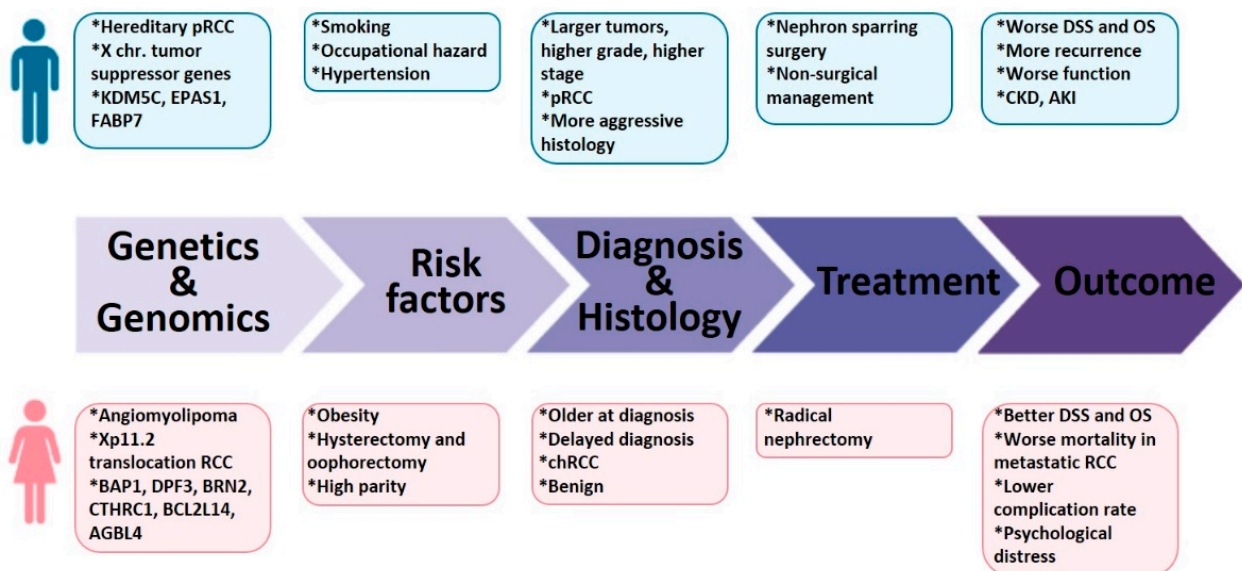 *Hereditary pRCC
*X chr. tumor
suppressor genes
*KDM5C, EPAS1,
FABP7
*Smoking
*Occupational hazard
*Hypertension
*Larger tumors,
higher grade, higher
stage
*pRCC
*More aggressive
histology
*Nephron sparring
surgery
*Non-surgical
management
*Worse DSS and OS
*More recurrence
*Worse function
*CKD, AKI
Genetics
&
Genomics
Risk
factors
Diagnosis
&
Histology
Treatment
Outcome
*Angiomyolipoma
*Xp11.2
translocation RCC
*BAP1, DPF3, BRN2,
CTHRC1, BCL2L14,
AGBL4
*Obesity
*Hysterectomy and
oophorectomy
*High parity
*Older at diagnosis
*Delayed diagnosis
*chRCC
*Benign
*Radical
nephrectomy
*Better DSS and OS
*Worse mortality in
metastatic RCC
*Lower
complication rate
*Psychological
distress